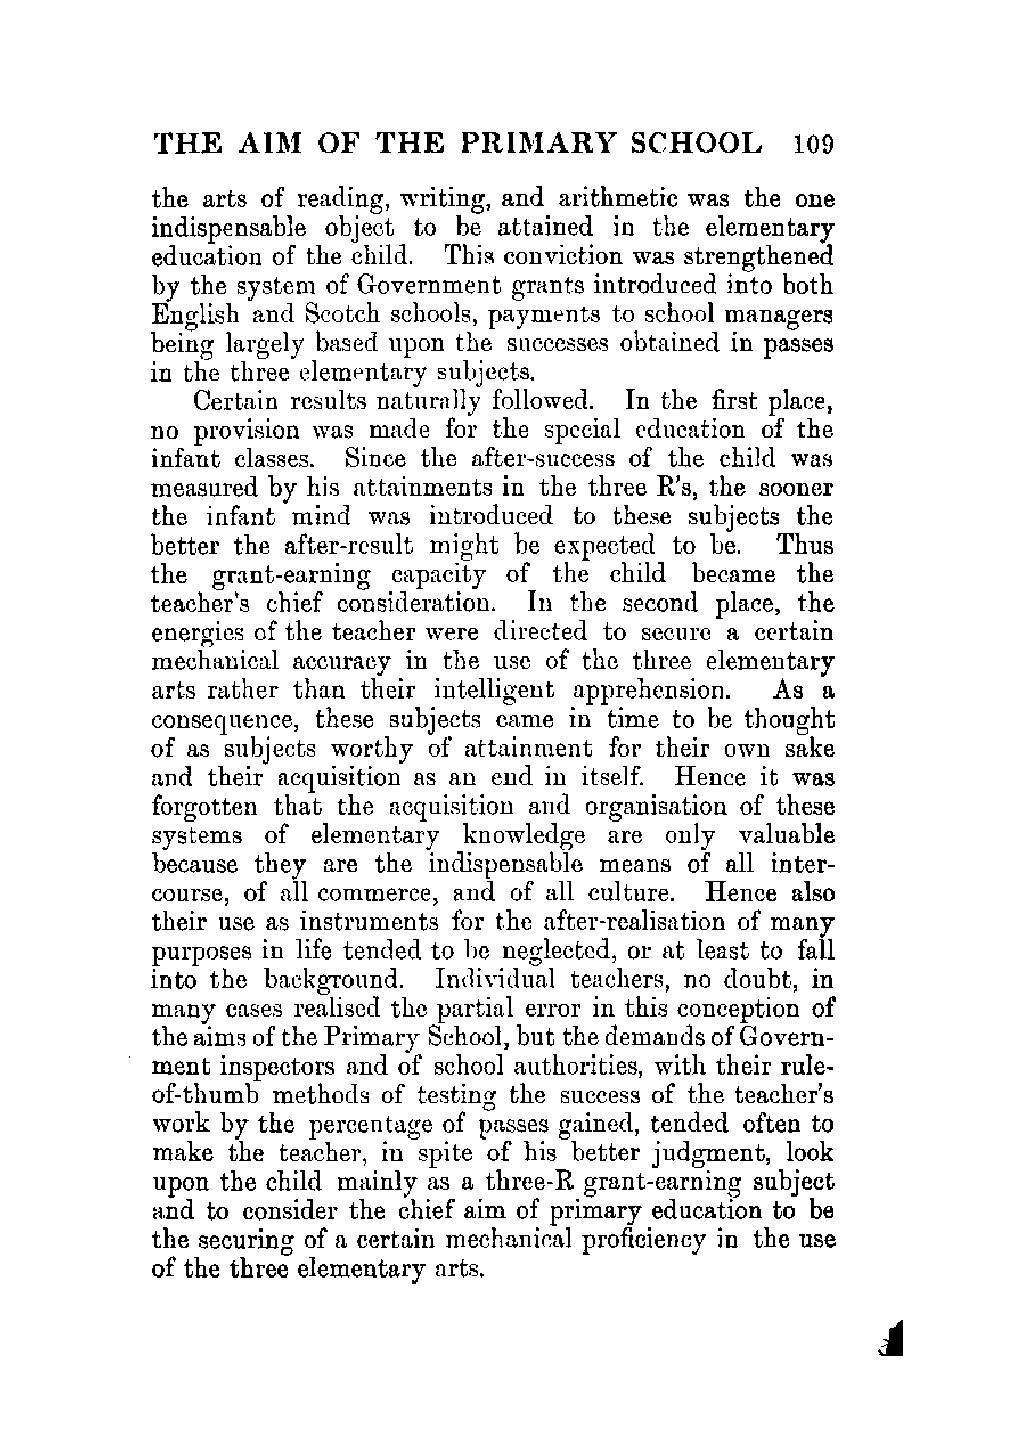 THE AIM OF THE PRIMARY SCHOOL 109
the arts of reading, writing, and arithmetic was the one
indispensable object to be attained in the elementary
education of the child. This conviction was strengthened
by the system of Government grants introduced into both
English and Scotch schools, payments to school managers
being largely based upon the successes obtained in passes
in the three elementary subjects.
Certain results naturally followed. In the first place,
no provision was made for the special education of the
infant classes. Since the after-success of the child was
measured by his attainments in the three R's, the sooner
the infant mind was introduced to these subjects the
better the after-result might be expected to be. Thus
the grant-earning capacity of the child became the
teacher's chief consideration. In the second place, the
energies of the teacher were directed to secure a certain
mechanical accuracy in the use of the three elementary
arts rather than their intelligent apprehension. As a
consequence, these subjects came in time to be thought
of as subjects worthy of attainment for their own sake
and their acquisition as an end in itself. Hence it was
forgotten that the acquisition and organisation of these
systems of elementary knowledge are only valuable
because they are the indispensable means of all inter-
course, of all commerce, and of all culture. Hence also
their use as instruments for the after-realisation of many
purposes in life tended to be neglected, or at least to fall
into the background. Individual teachers, no doubt, in
many cases realised the partial error in this conception of
the aims of the Primary School, but the demands of Govern-
ment inspectors and of school authorities, with their rule-
of-thumb methods of testing the success of the teacher's
work by the percentage of passes gained, tended often to
make the teacher, in spite of his better judgment, look
upon the child mainly as a three-R grant-earning subject
and to consider the chief aim of primary education to be
the securing of a certain mechanical proficiency in the use
of the three elementary arts.